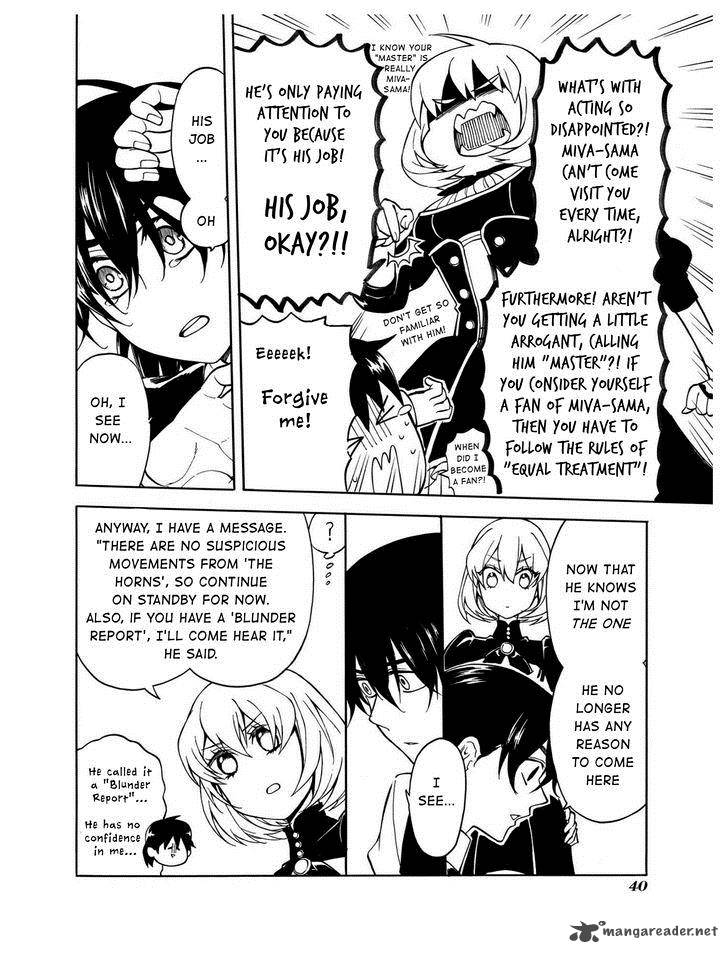 WHAT'S WITH
ACTING SO
DISAPPOINTED?!
MIVA-SAMA
CAN'T COME
VISIT YOU
EVERY TIME,
ALRIGHT?!
FURTHERMORE! AREN'T
YOU GETTING A LITTLE
ARROGANT, CALLING
HIM "MASTER"?! IF
YOU CONSIDER YOURSELF
A FAN OF MIVA-SAMA,
THEN YOU HAVE TO
FOLLOW THE RULES OF
"EQUAL TREATMENT"!
I KNOW YOUR
"MASTER" IS
REALLY
MIVA-
SAMA!
HE'S ONLY PAYING
ATTENTION TO
YOU BECAUSE
IT'S HIS JOB!
HIS JOB,
OKAY?!!
DON'T GET SO
FAMILIAR
WITH HIM!
WHEN
DID I
BECOME
A FAN?!
Eeeeek!
Forgive
me!
HIS
JOB
...
OH
OH, I
SEE
NOW...
NOW THAT
HE KNOWS
I'M NOT
THE ONE
HE NO
LONGER
HAS ANY
REASON
TO COME
HERE
I
SEE...
?
ANYWAY, I HAVE A MESSAGE.
"THERE ARE NO SUSPICIOUS
MOVEMENTS FROM 'THE
HORNS', SO CONTINUE
ON STANDBY FOR NOW.
ALSO, IF YOU HAVE A 'BLUNDER
REPORT', I'LL COME HEAR IT,"
HE SAID.
He called it
a "Blunder
Report"...
He has no
confidence
in me...
40
mangareader.net